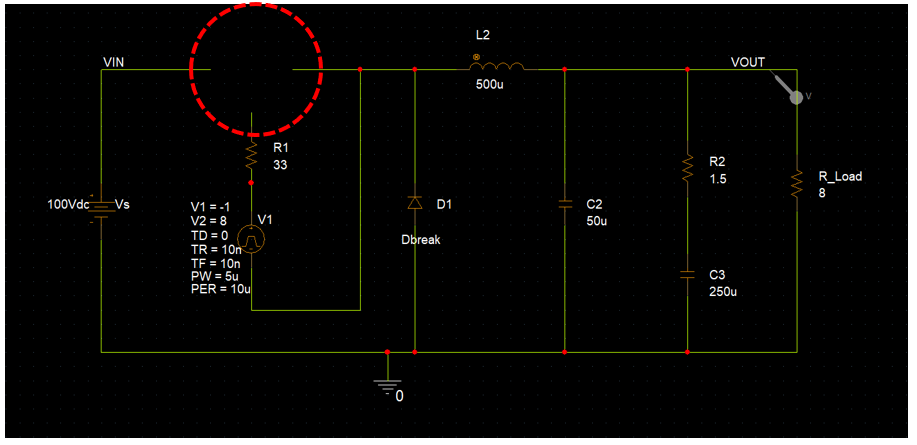 L2
VIN
VOUT
500u
V
R1
33
R2
1.5
R_Load
8
100Vdc
Vs
V1 = -1
V2 = 8
TD = 0
TR = 10n
TF = 10n
PW = 5u
PER = 10u
V1
D1
Dbreak
C2
50u
C3
250u
0